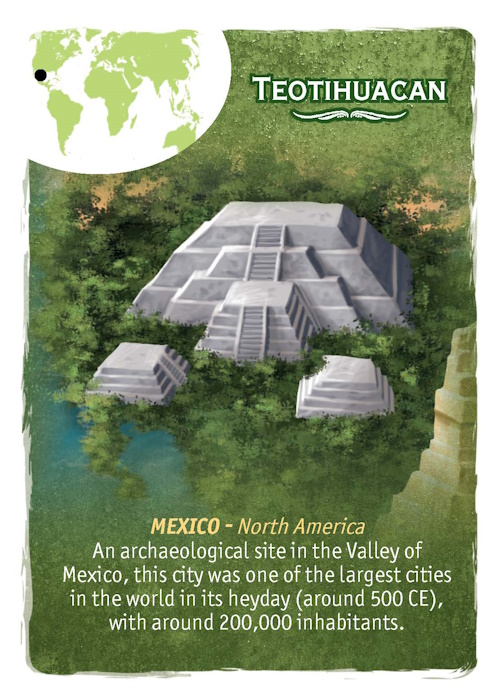 TEOTIHUACAN
MEXICO - North America
An archaeological site in the Valley of
Mexico, this city was one of the largest cities
in the world in its heyday (around 500 CE),
with around 200,000 inhabitants.